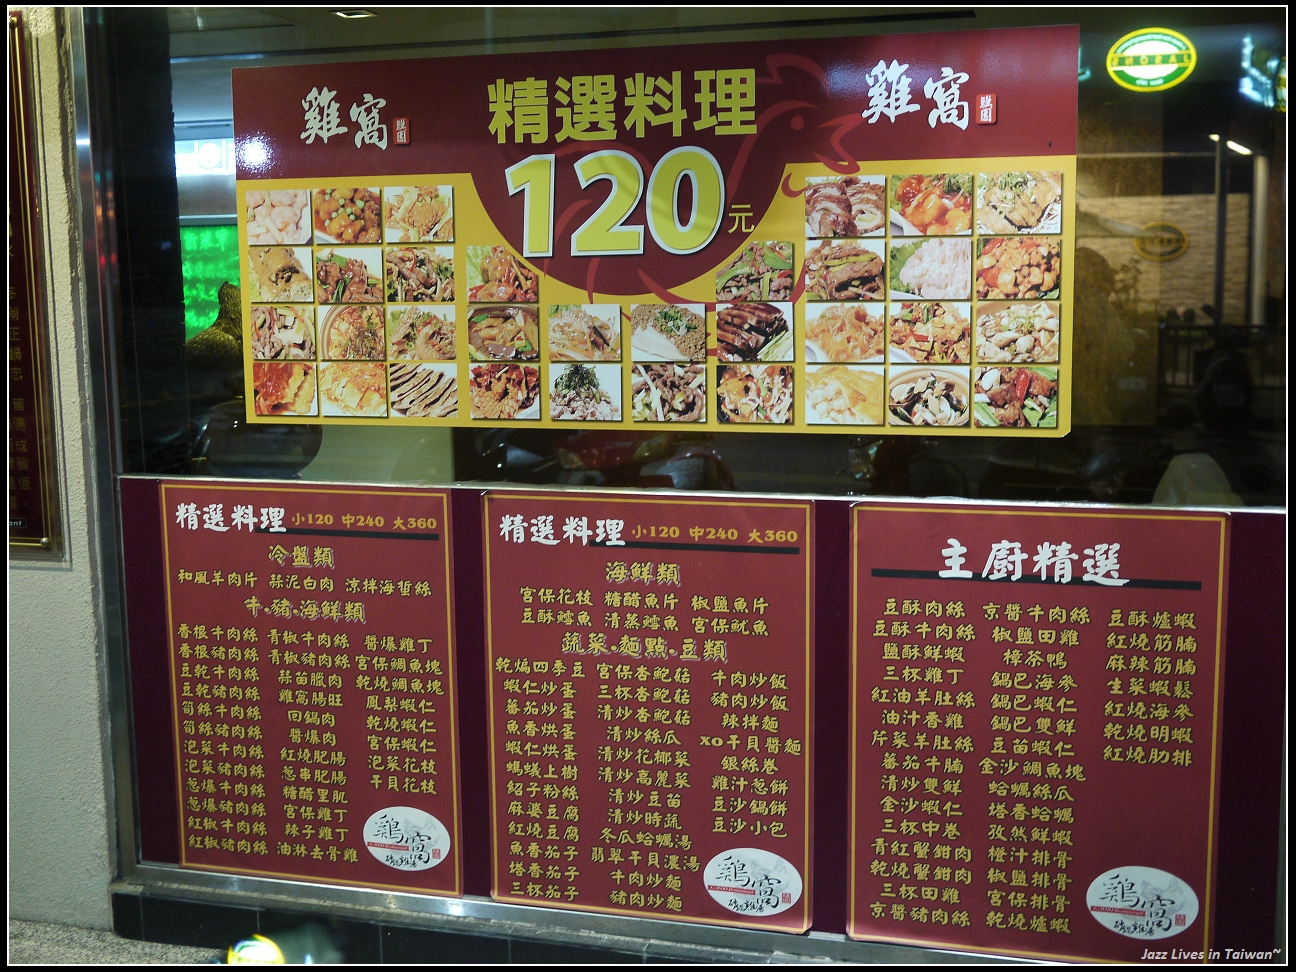 雞窩
精選料理
雞窩
120元
精選料理 小120 中240 大360
冷盤類
和風羊肉片 蒜泥白肉 涼拌海蜇絲
牛.豬.海鮮類
香根牛肉絲 青椒牛肉絲 醬爆雞丁
香根豬肉絲 青椒豬肉絲 宮保鯛魚塊
豆乾牛肉絲 蒜苗臘肉 乾燒鯛魚塊
豆乾豬肉絲 雞窩腸旺 鳳梨蝦仁
筍絲牛肉絲 回鍋肉 乾燒蝦仁
筍絲豬肉絲 醬爆肉 宮保蝦仁
泡菜牛肉絲 紅燒肥腸 泡菜花枝
泡菜豬肉絲 蔥串肥腸 干貝花枝
蔥爆牛肉絲 糖醋里肌
蔥爆豬肉絲 宮保雞丁
紅椒牛肉絲 辣子雞丁
紅椒豬肉絲 油淋去骨雞
雞窩
精選料理 小120 中240 大360
海鮮類
宮保花枝 糖醋魚片 椒鹽魚片
豆酥鱈魚 清蒸鱈魚 宮保魷魚
蔬菜.麵點.豆類
乾煸四季豆 宮保杏鮑菇 牛肉炒飯
蝦仁炒蛋 三杯杏鮑菇 豬肉炒飯
蕃茄炒蛋 清炒杏鮑菇 辣拌麵
魚香烘蛋 清炒絲瓜 xo干貝醬麵
蝦仁烘蛋 清炒花椰菜 銀絲卷
螞蟻上樹 清炒高麗菜 雞汁蔥餅
紹子粉絲 清炒豆苗 豆沙鍋餅
麻婆豆腐 清炒時蔬 豆沙小包
紅燒豆腐 冬瓜蛤蠣湯
魚香茄子 翡翠干貝濃湯
塔香茄子 牛肉炒麵
三杯茄子 豬肉炒麵
雞窩
主廚精選
豆酥肉絲 京醬牛肉絲 豆酥爐蝦
豆酥牛肉絲 椒鹽田雞 紅燒筋腩
鹽酥鮮蝦 樟茶鴨 麻辣筋腩
三杯雞丁 鍋巴海參 生菜蝦鬆
紅油羊肚絲 鍋巴蝦仁 紅燒海參
油汁香雞 鍋巴雙鮮 乾燒明蝦
芹菜羊肚絲 豆苗蝦仁 紅燒肋排
蕃茄牛腩 金沙鯛魚塊
清炒雙鮮 蛤蠣絲瓜
金沙蝦仁 塔香蛤蠣
三杯中卷 孜然鮮蝦
青紅蟹鉗肉 橙汁排骨
乾燒蟹鉗肉 椒鹽排骨
三杯田雞 宮保排骨
京醬豬肉絲 乾燒爐蝦
雞窩
Jazz Lives in Taiwan~